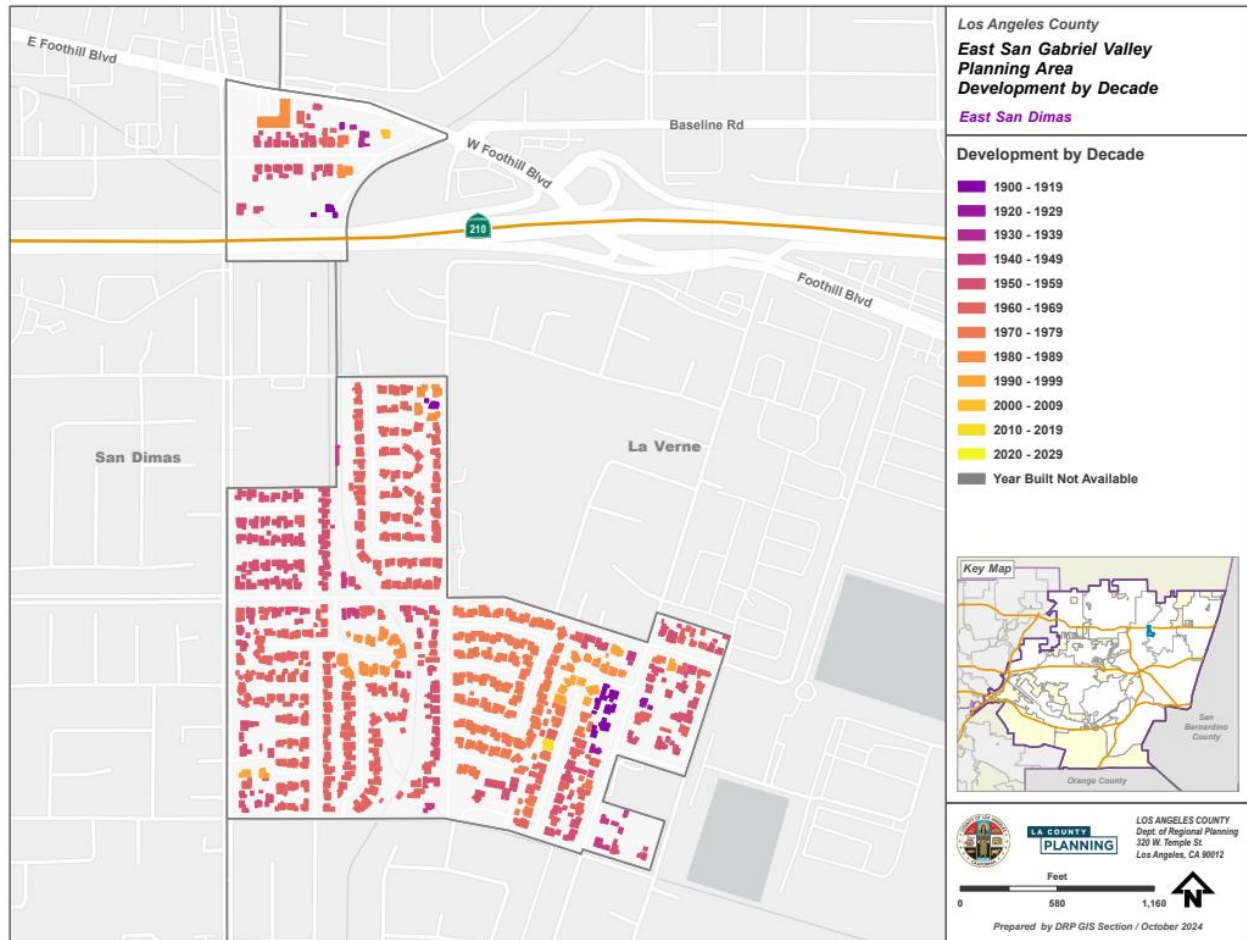 Los Angeles County
East San Gabriel Valley
Planning Area
Development by Decade
East San Dimas
Development by Decade
1900 - 1919
1920 - 1929
1930 - 1939
1940 - 1949
1950 - 1959
1960 - 1969
1970 - 1979
1980 - 1989
1990 - 1999
2000 - 2009
2010 - 2019
2020 - 2029
Year Built Not Available
E Foothill Blvd
Baseline Rd
W Foothill Blvd
210
Foothill Blvd
San Dimas
La Verne
Key Map
San
Bernardino
County
Orange County
LA COUNTY
PLANNING
LOS ANGELES COUNTY
Dept. of Regional Planning
320 W. Temple St.
Los Angeles, CA 90012
Feet
0 580 1,160
N
Prepared by DRP GIS Section / October 2024